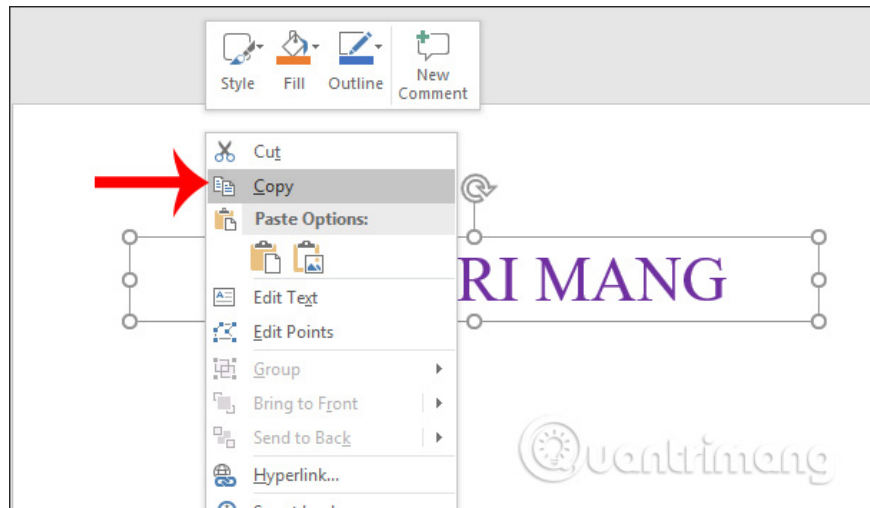 Style Fill Outline New Comment
Cut
Copy
Paste Options:
RI MANG
Edit Text
Edit Points
Group
Bring to Front
Send to Back
Hyperlink...
Quantrimang